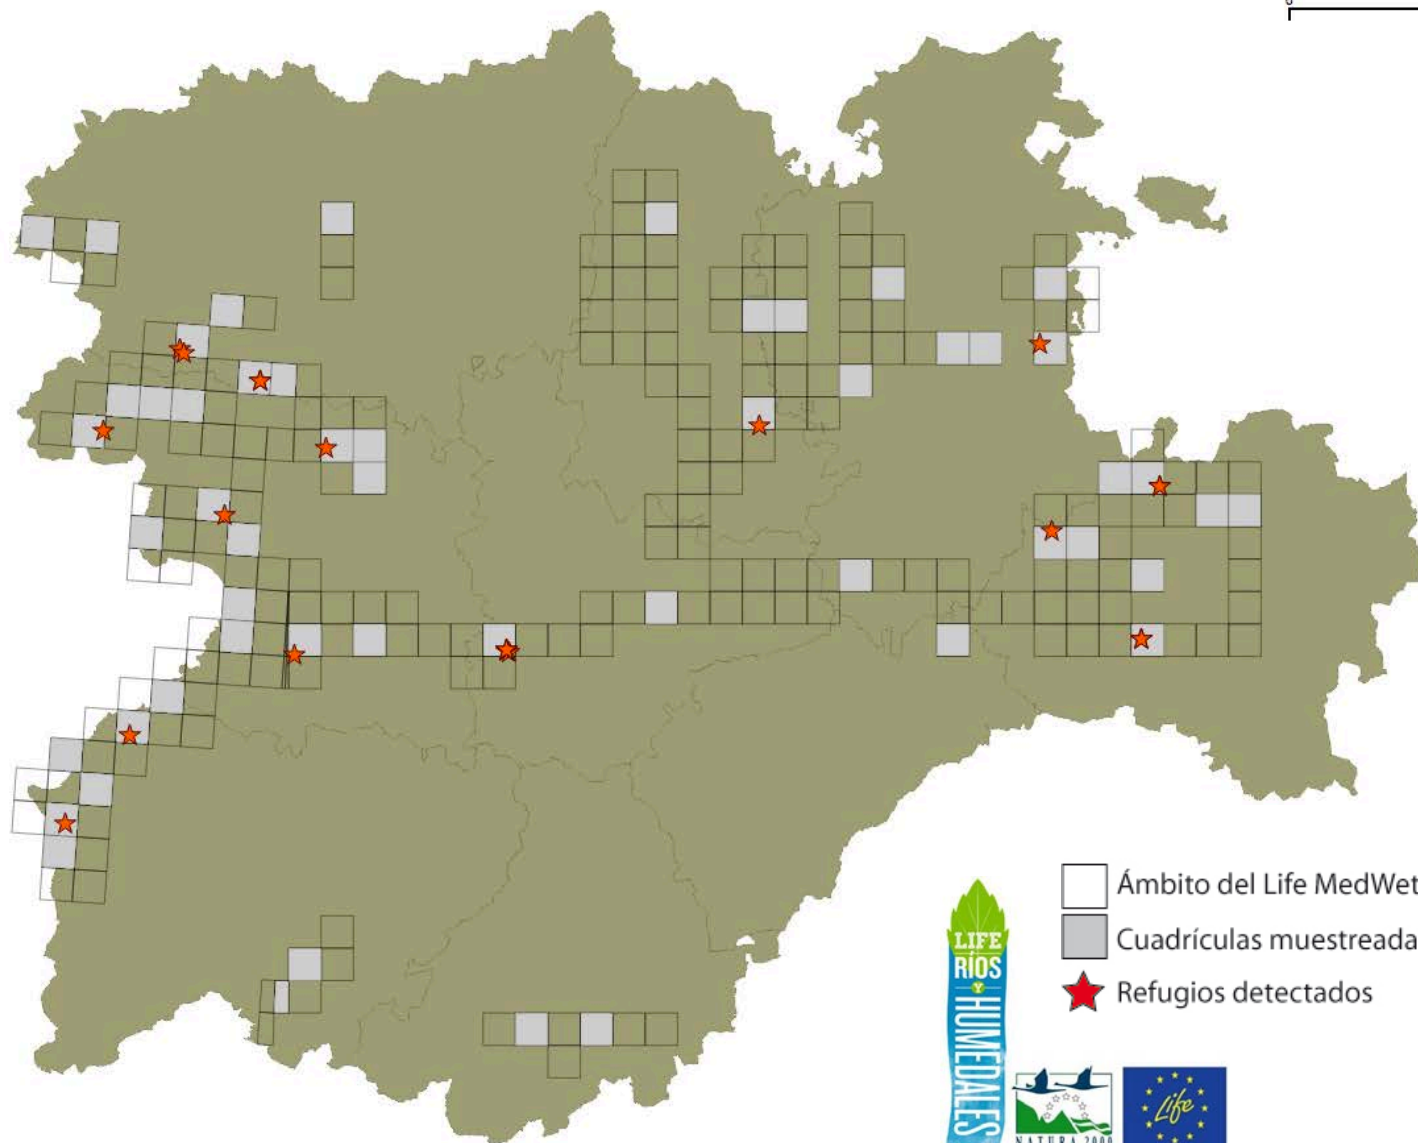 Ámbito del Life MedWet
Cuadrículas muestreada
Refugios detectados
LIFE
RÍOS
Y
HUMEDALES
NATURA 2000
Life